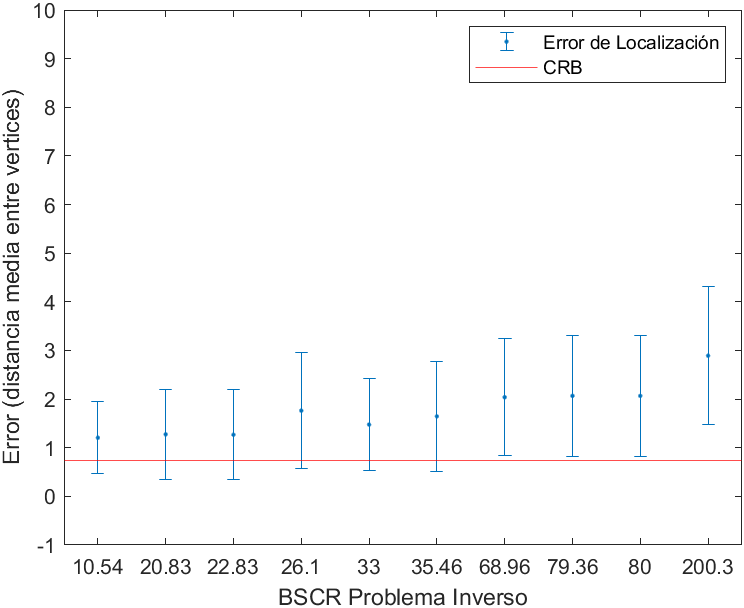 10
9
8
7
6
5
4
3
2
1
0
-1
Error (distancia media entre vertices)
Error de Localización
CRB
10.54 20.83 22.83 26.1 33 35.46 68.96 79.36 80 200.3
BSCR Problema Inverso